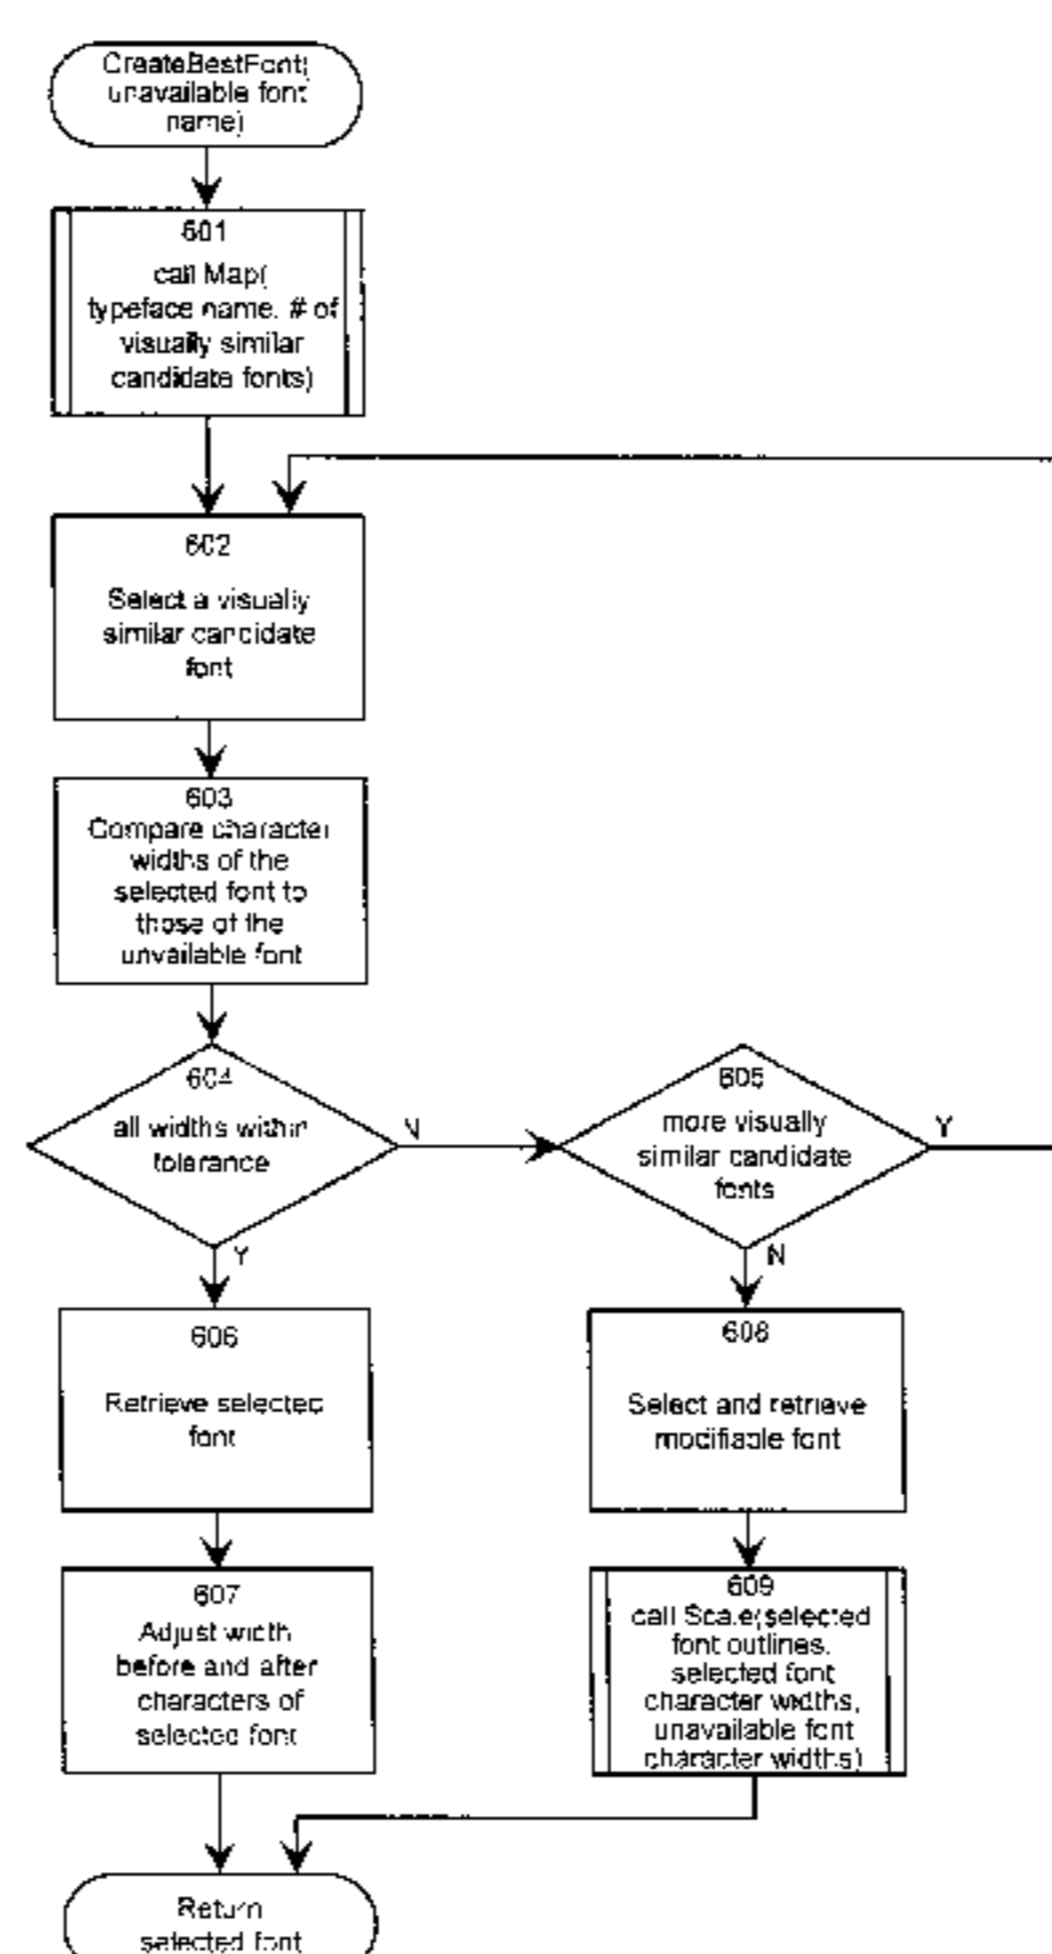 CreateBestFont(
unavailable font
name)
601
call Map(
typeface name, # of
visually similar
candidate fonts)
602
Select a visually
similar candidate
font
603
Compare character
widths of the
selected font to
those of the
unvailable font
604
all widths within
tolerance
N
Y
605
more visually
similar candidate
fonts
Y
N
606
Retrieve selected
font
608
Select and retrieve
modifiable font
607
Adjust width
before and after
characters of
selected font
609
call Scale(selected
font outlines,
selected font
character widths,
unavailable font
character widths)
Return
selected font